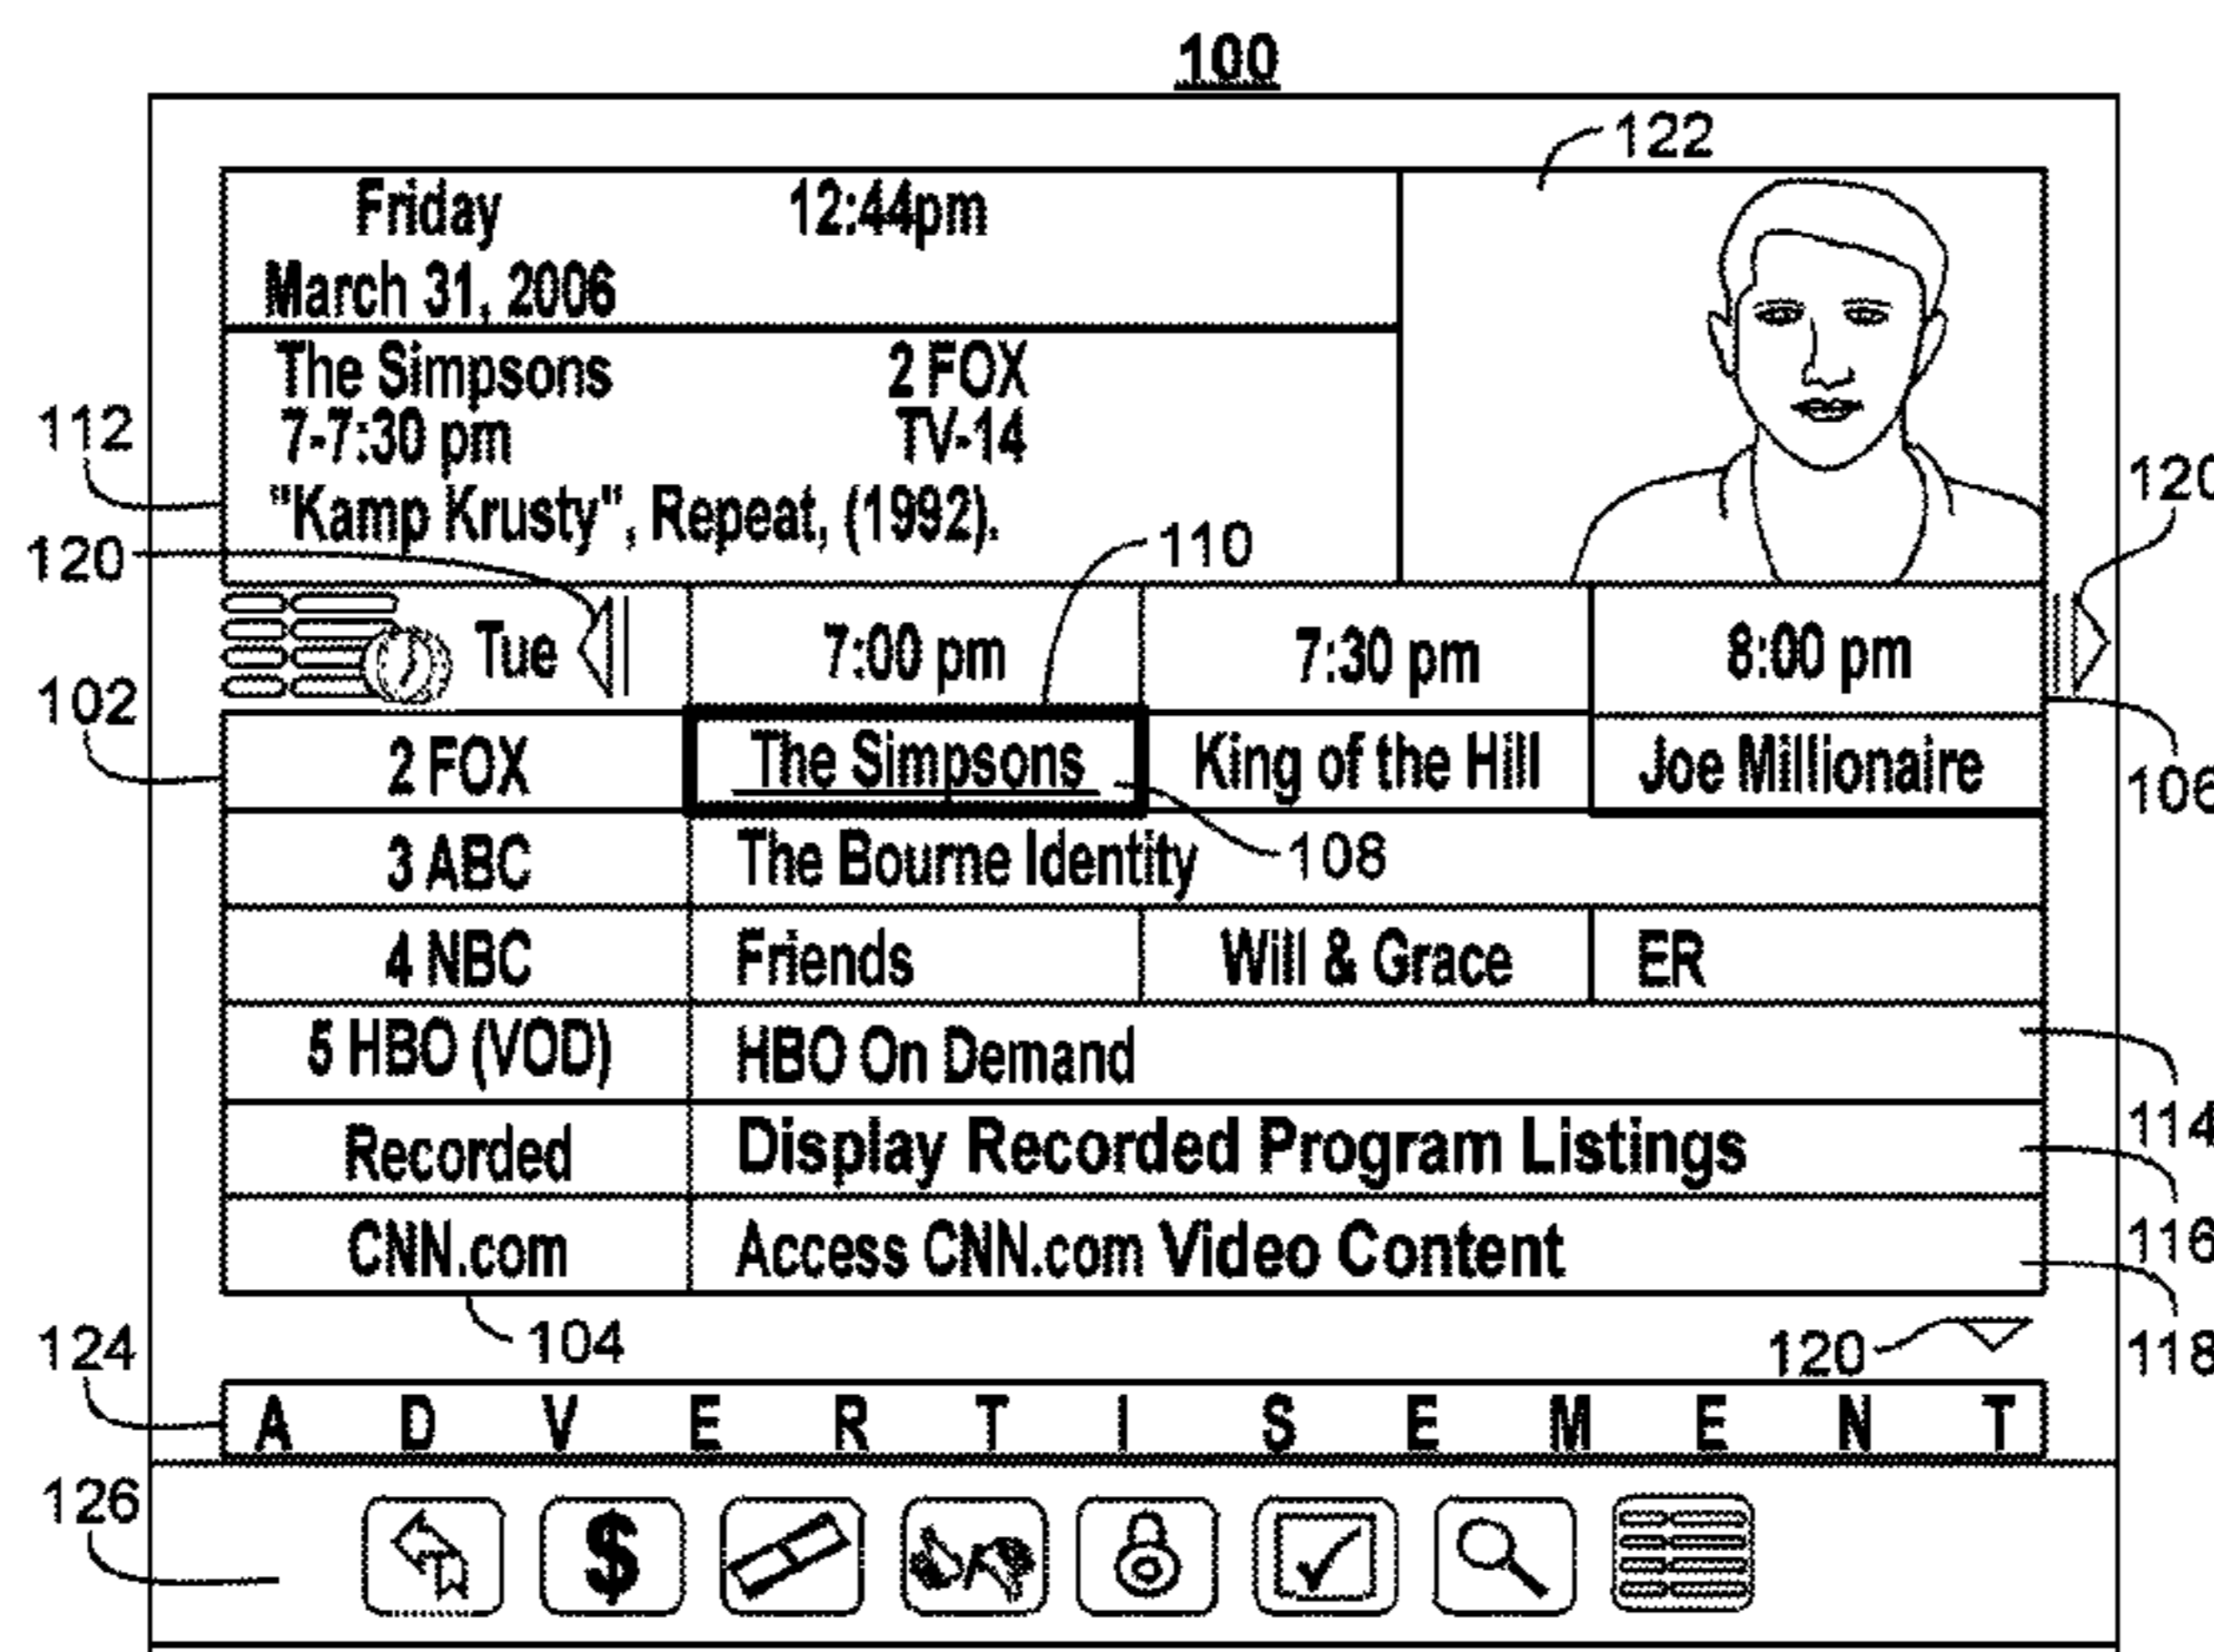 100
122
Friday 12:44pm
March 31, 2006
The Simpsons 2 FOX
112
7-7:30 pm TV-14
120
"Kamp Krusty", Repeat, (1992).
110
120
Tue 7:00 pm 7:30 pm 8:00 pm
102
2 FOX The Simpsons King of the Hill Joe Millionaire
106
3 ABC The Bourne Identity
108
4 NBC Friends Will & Grace ER
5 HBO (VOD) HBO On Demand
114
Recorded Display Recorded Program Listings
116
CNN.com Access CNN.com Video Content
104
120
118
124
A D V E R T I S E M E N T
126
$